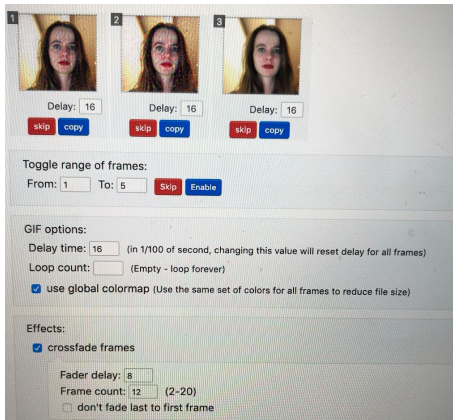 1 2 3
Delay: 16 Delay: 16 Delay: 16
skip copy skip copy skip copy
Toggle range of frames:
From: 1 To: 5 Skip Enable
GIF options:
Delay time: 16 (in 1/100 of second, changing this value will reset delay for all frames)
Loop count: (Empty - loop forever)
use global colormap (Use the same set of colors for all frames to reduce file size)
Effects:
crossfade frames
Fader delay: 8
Frame count: 12 (2-20)
don't fade last to first frame